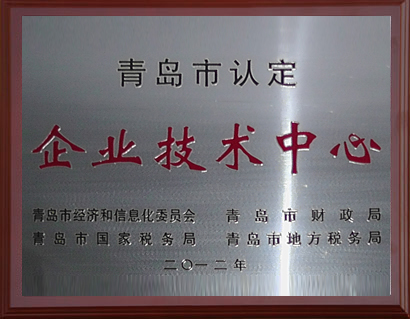 青岛市认定
企业技术中心
青岛市经济和信息化委员会 青岛市财政局
青岛市国家税务局 青岛市地方税务局
二〇一二年